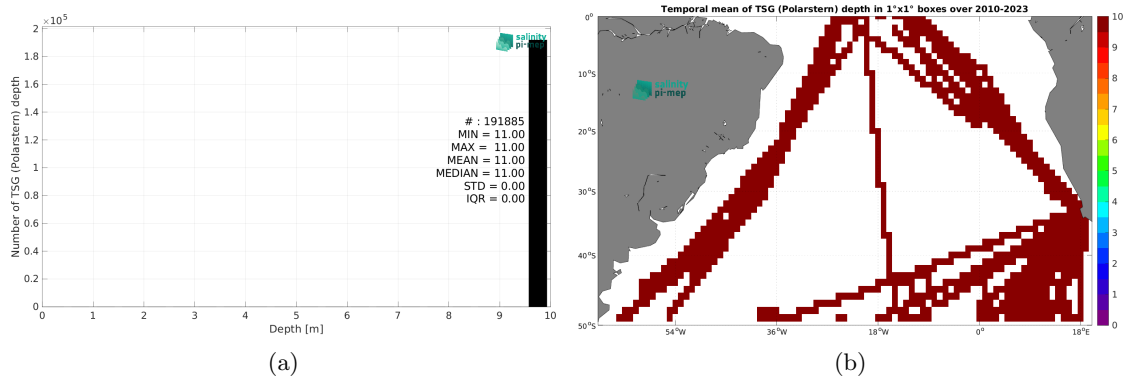 ×10⁵
2
1.8
1.6
1.4
1.2
1
0.8
0.6
0.4
0.2
0
Number of TSG (Polarstern) depth
salinity
pi-mep
# : 191885
MIN = 11.00
MAX = 11.00
MEAN = 11.00
MEDIAN = 11.00
STD = 0.00
IQR = 0.00
0 1 2 3 4 5 6 7 8 9 10
Depth [m]
(a)
Temporal mean of TSG (Polarstern) depth in 1°x1° boxes over 2010-2023
0°
10°S
20°S
30°S
40°S
50°S
salinity
pi-mep
54°W 36°W 18°W 0° 18°E
10
9
8
7
6
5
4
3
2
1
0
(b)